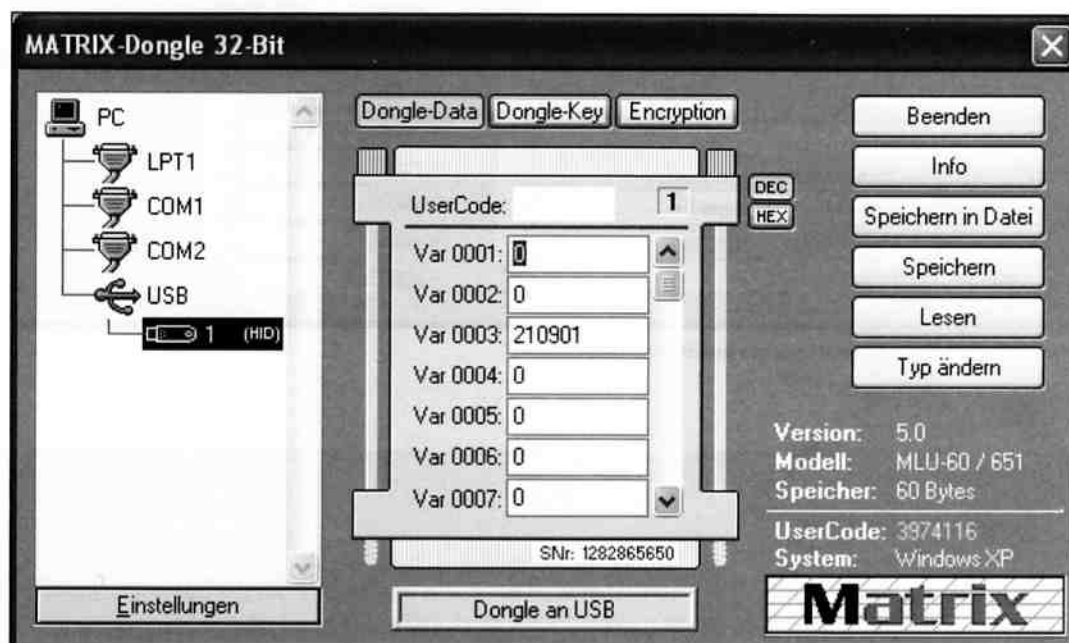 MATRIX-Dongle 32-Bit
PC
LPT1
COM1
COM2
USB
1 (HID)
Einstellungen
Dongle-Data Dongle-Key Encryption
UserCode: 1
DEC
HEX
Var 0001: 0
Var 0002: 0
Var 0003: 210901
Var 0004: 0
Var 0005: 0
Var 0006: 0
Var 0007: 0
SNr: 1282865650
Dongle an USB
Beenden
Info
Speichern in Datei
Speichern
Lesen
Typ ändern
Version: 5.0
Modell: MLU-60 / 651
Speicher: 60 Bytes
UserCode: 3974116
System: Windows XP
Matrix